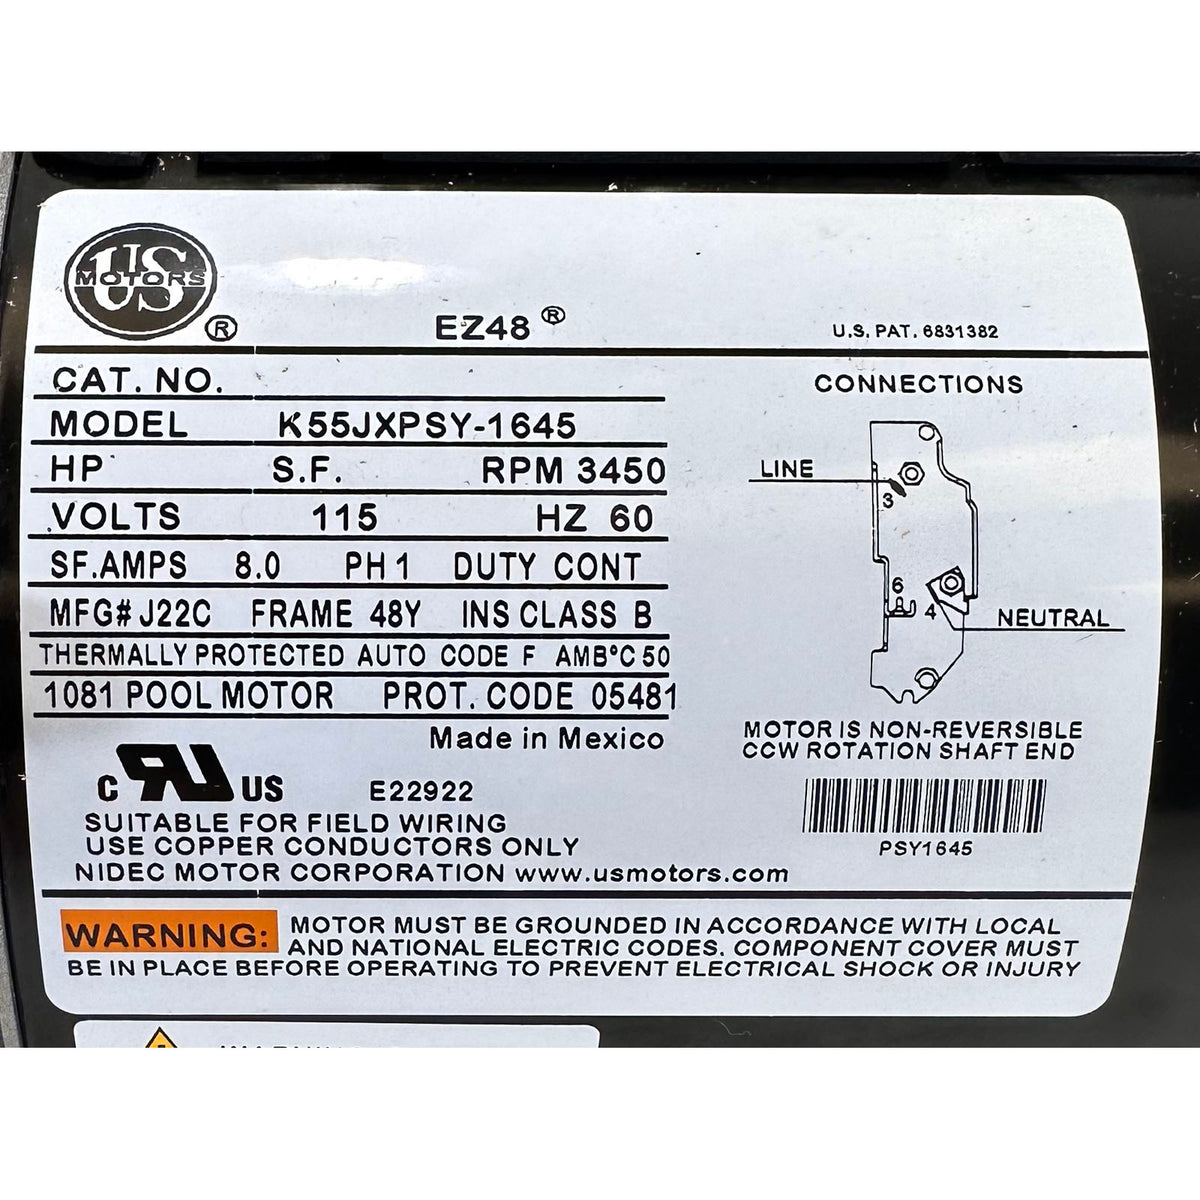 US
MOTORS
®
EZ48®
U.S. PAT. 6831382
CAT. NO.
MODEL K55JXPSY-1645
HP S.F. RPM 3450
VOLTS 115 HZ 60
SF.AMPS 8.0 PH 1 DUTY CONT
MFG# J22C FRAME 48Y INS CLASS B
THERMALLY PROTECTED AUTO CODE F AMB°C 50
1081 POOL MOTOR PROT. CODE 05481
Made in Mexico
C RU US E22922
SUITABLE FOR FIELD WIRING
USE COPPER CONDUCTORS ONLY
NIDEC MOTOR CORPORATION www.usmotors.com
CONNECTIONS
LINE
3
6
4
NEUTRAL
MOTOR IS NON-REVERSIBLE
CCW ROTATION SHAFT END
PSY1645
WARNING: MOTOR MUST BE GROUNDED IN ACCORDANCE WITH LOCAL
AND NATIONAL ELECTRIC CODES. COMPONENT COVER MUST
BE IN PLACE BEFORE OPERATING TO PREVENT ELECTRICAL SHOCK OR INJURY